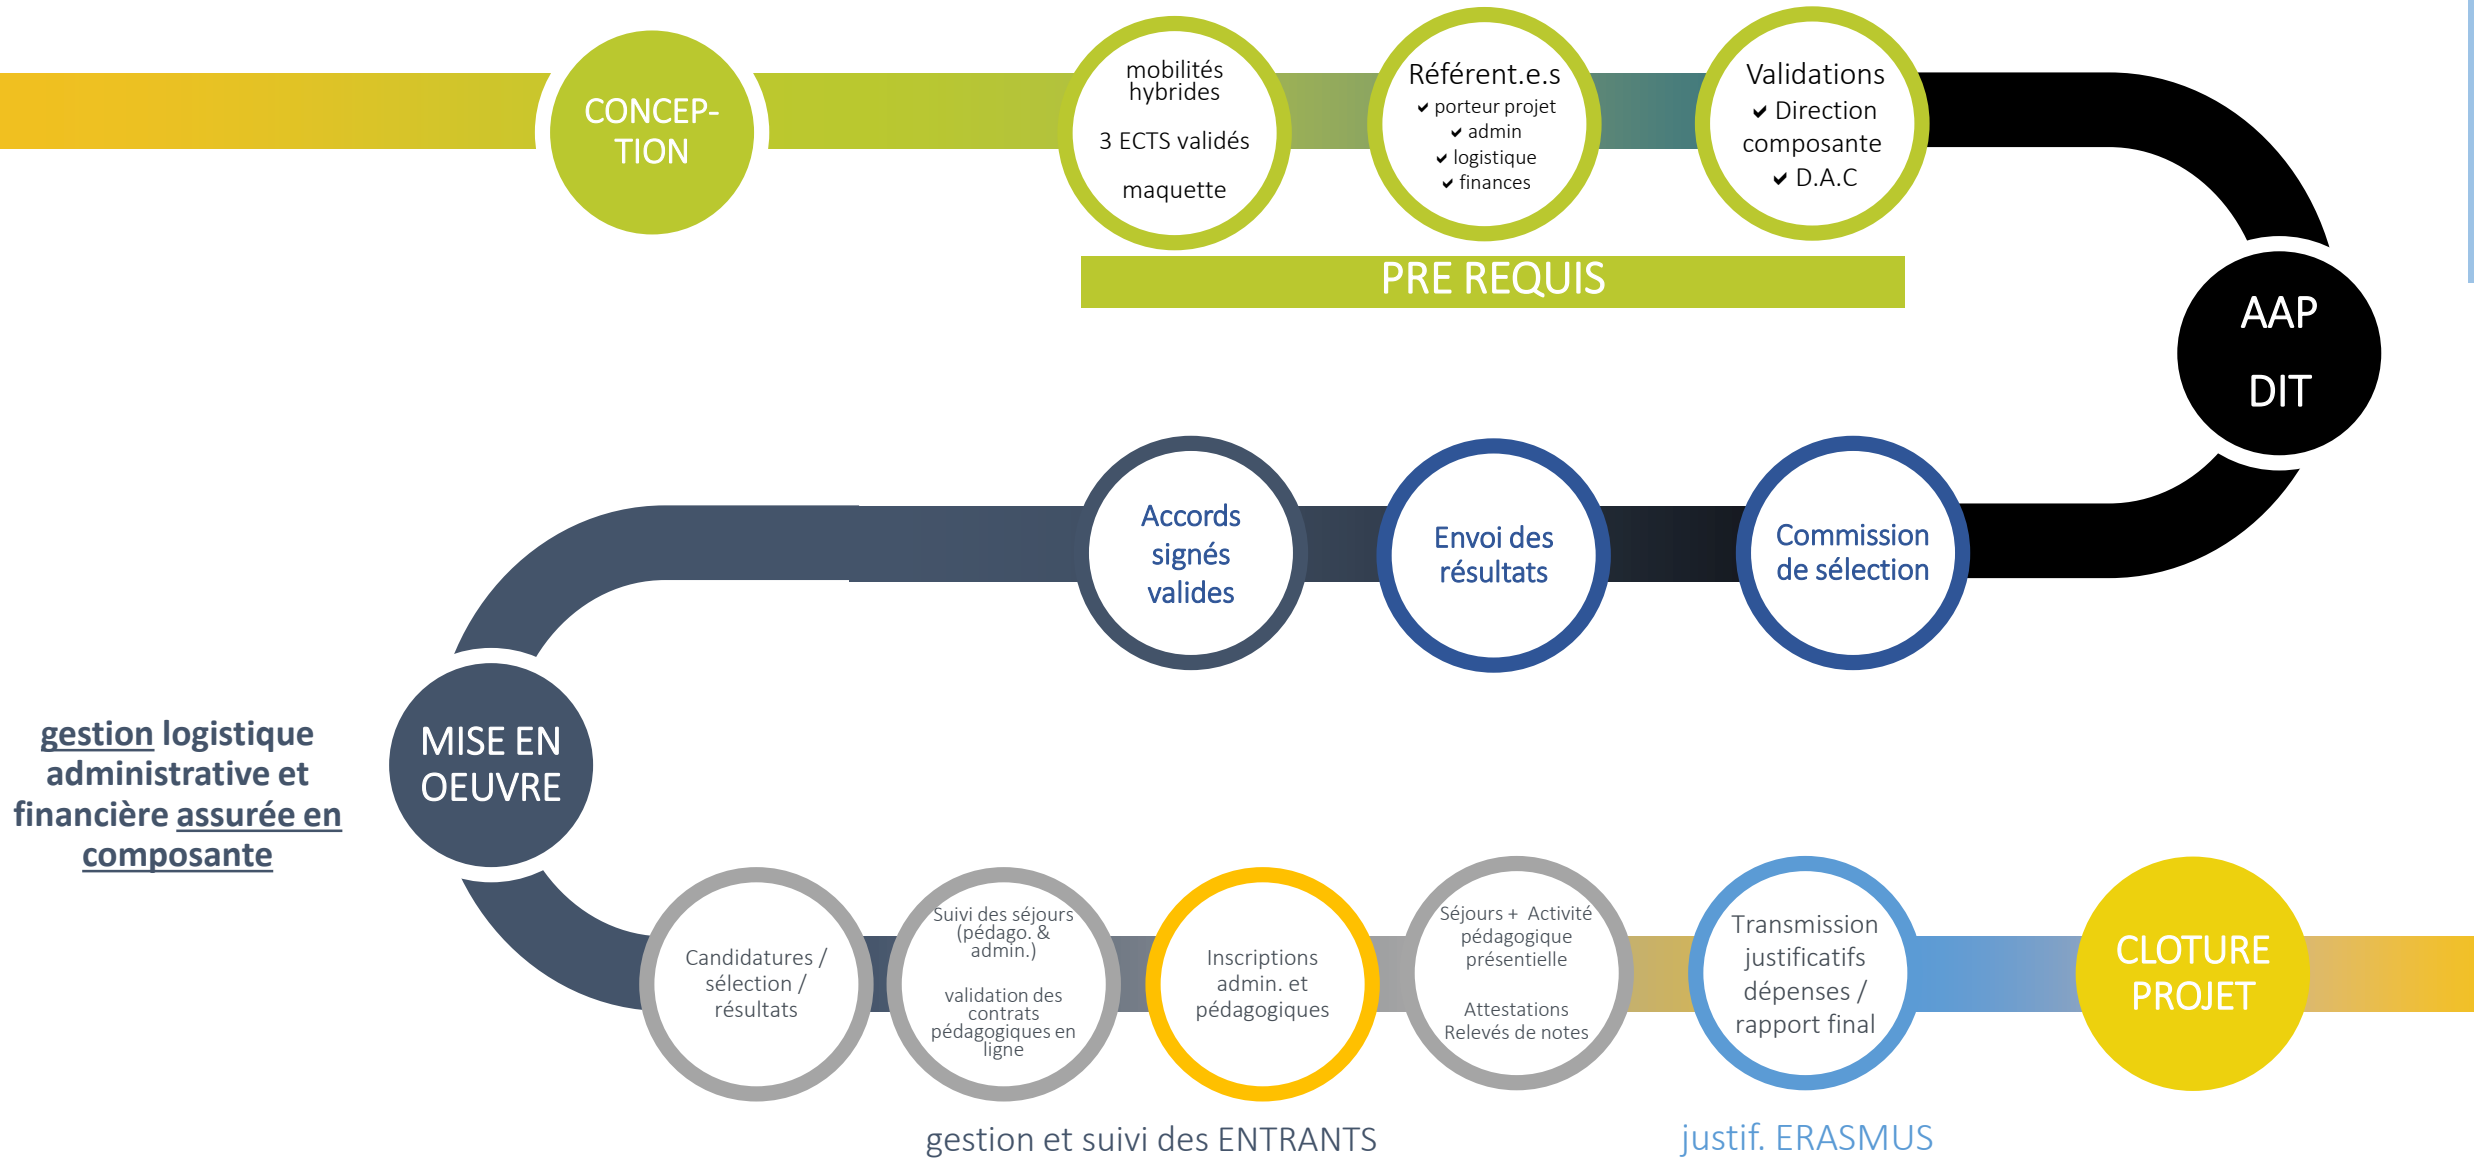 CONCEP-
TION
mobilités
hybrides
3 ECTS validés
maquette
Référent.e.s
✔ porteur projet
✔ admin
✔ logistique
✔ finances
Validations
✔ Direction
composante
✔ D.A.C
PRE REQUIS
AAP
DIT
Commission
de sélection
Envoi des
résultats
Accords
signés
valides
MISE EN
OEUVRE
gestion logistique
administrative et
financière assurée en
composante
Candidatures /
sélection /
résultats
Suivi des séjours
(pédago. &
admin.)
validation des
contrats
pédagogiques en
ligne
Inscriptions
admin. et
pédagogiques
Séjours + Activité
pédagogique
présentielle
Attestations
Relevés de notes
Transmission
justificatifs
dépenses /
rapport final
CLOTURE
PROJET
gestion et suivi des ENTRANTS
justif. ERASMUS